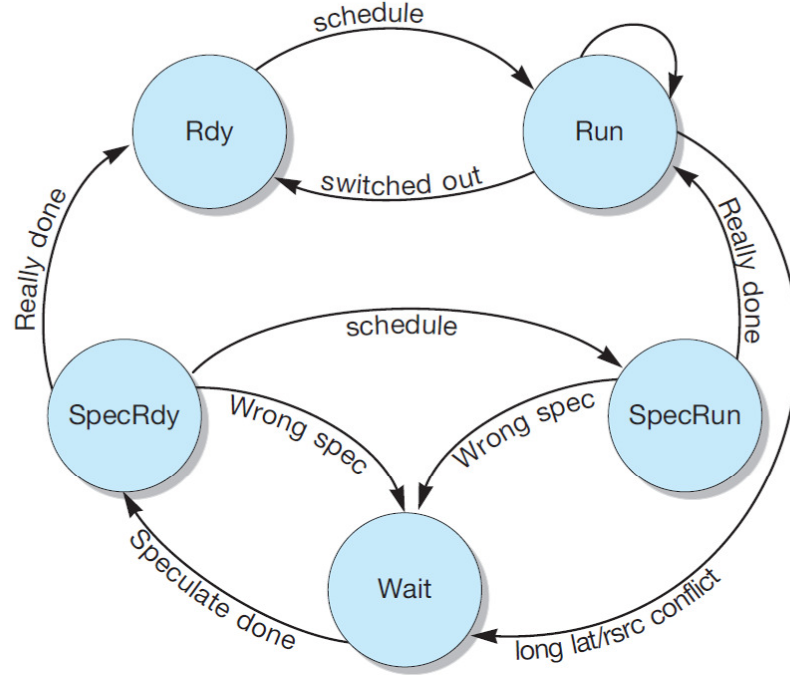 schedule
Rdy
Run
switched out
Really done
Really done
schedule
SpecRdy
SpecRun
Wrong spec
Wrong spec
Speculate done
Wait
long lat/rsrc conflict